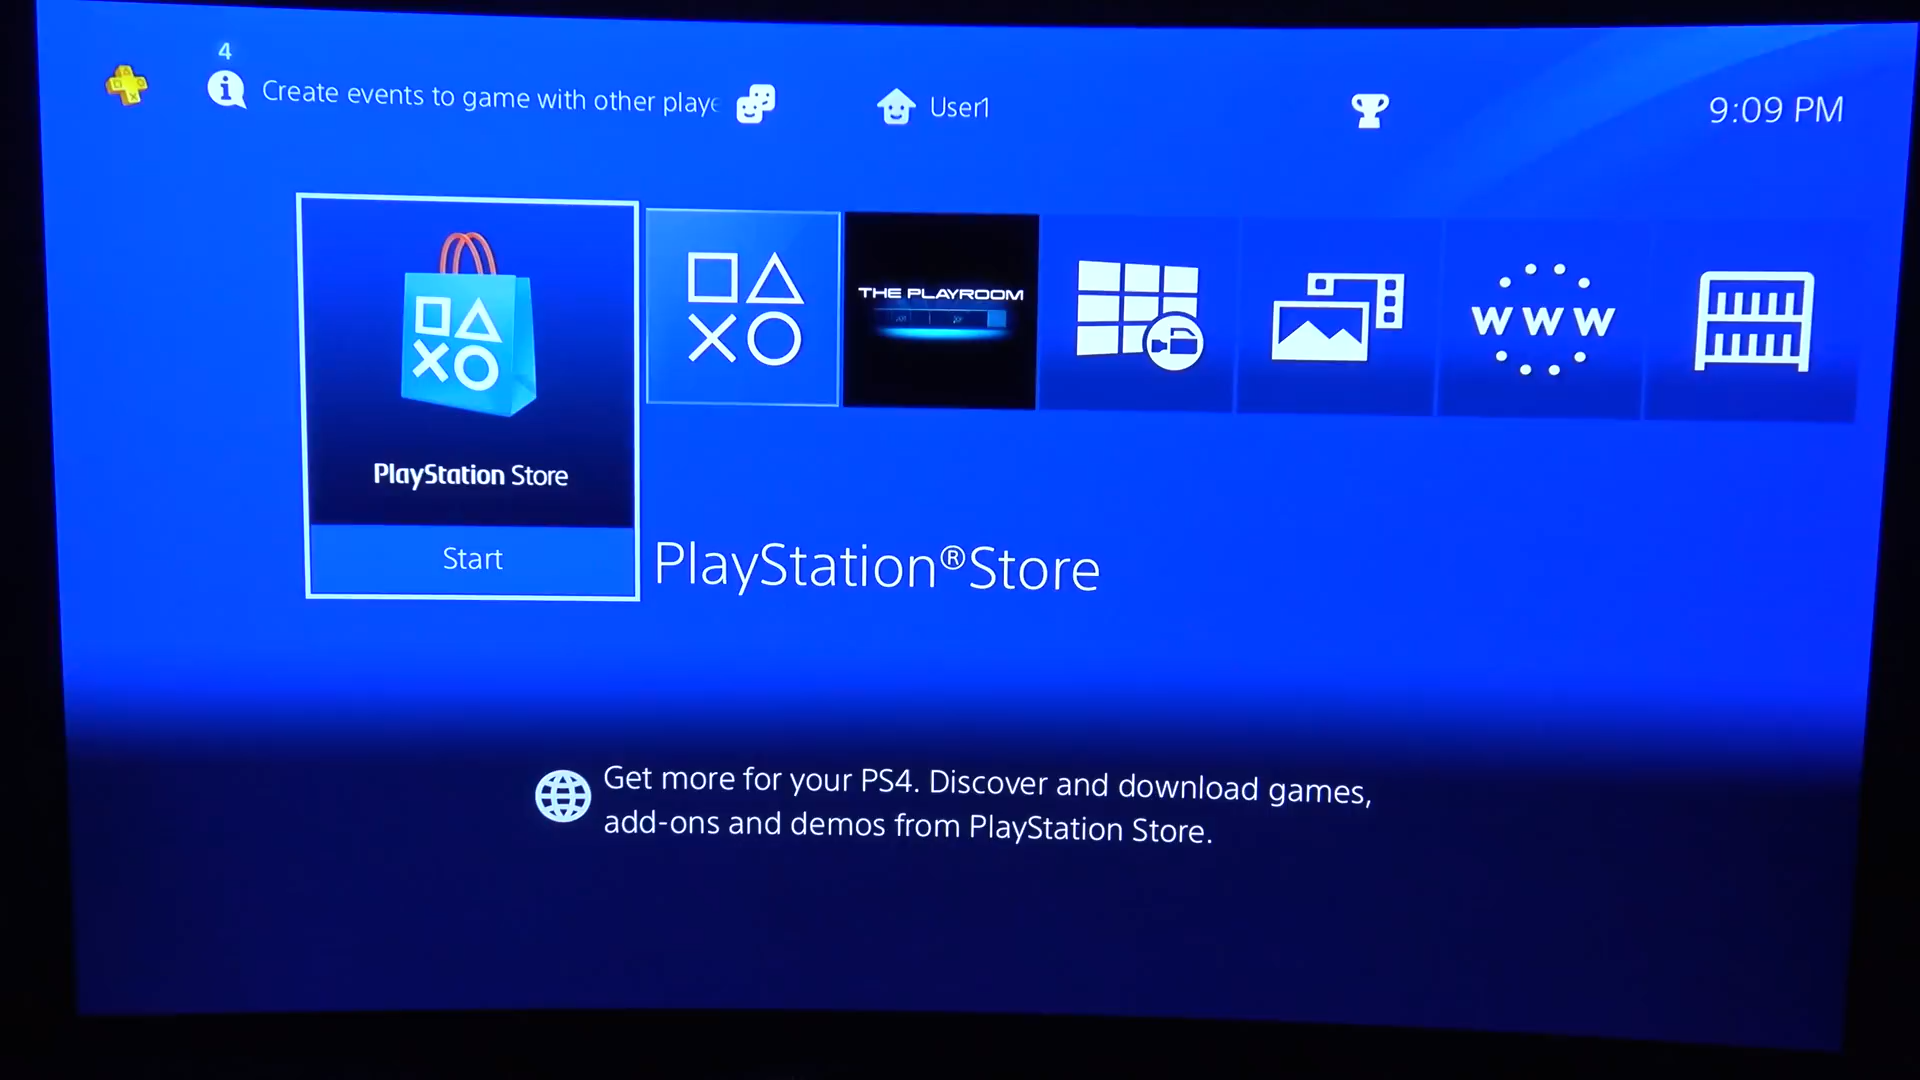 4
Create events to game with other playe
User1
9:09 PM
THE PLAYROOM
WWW
PlayStation Store
Start
PlayStation®Store
Get more for your PS4. Discover and download games,
add-ons and demos from PlayStation Store.